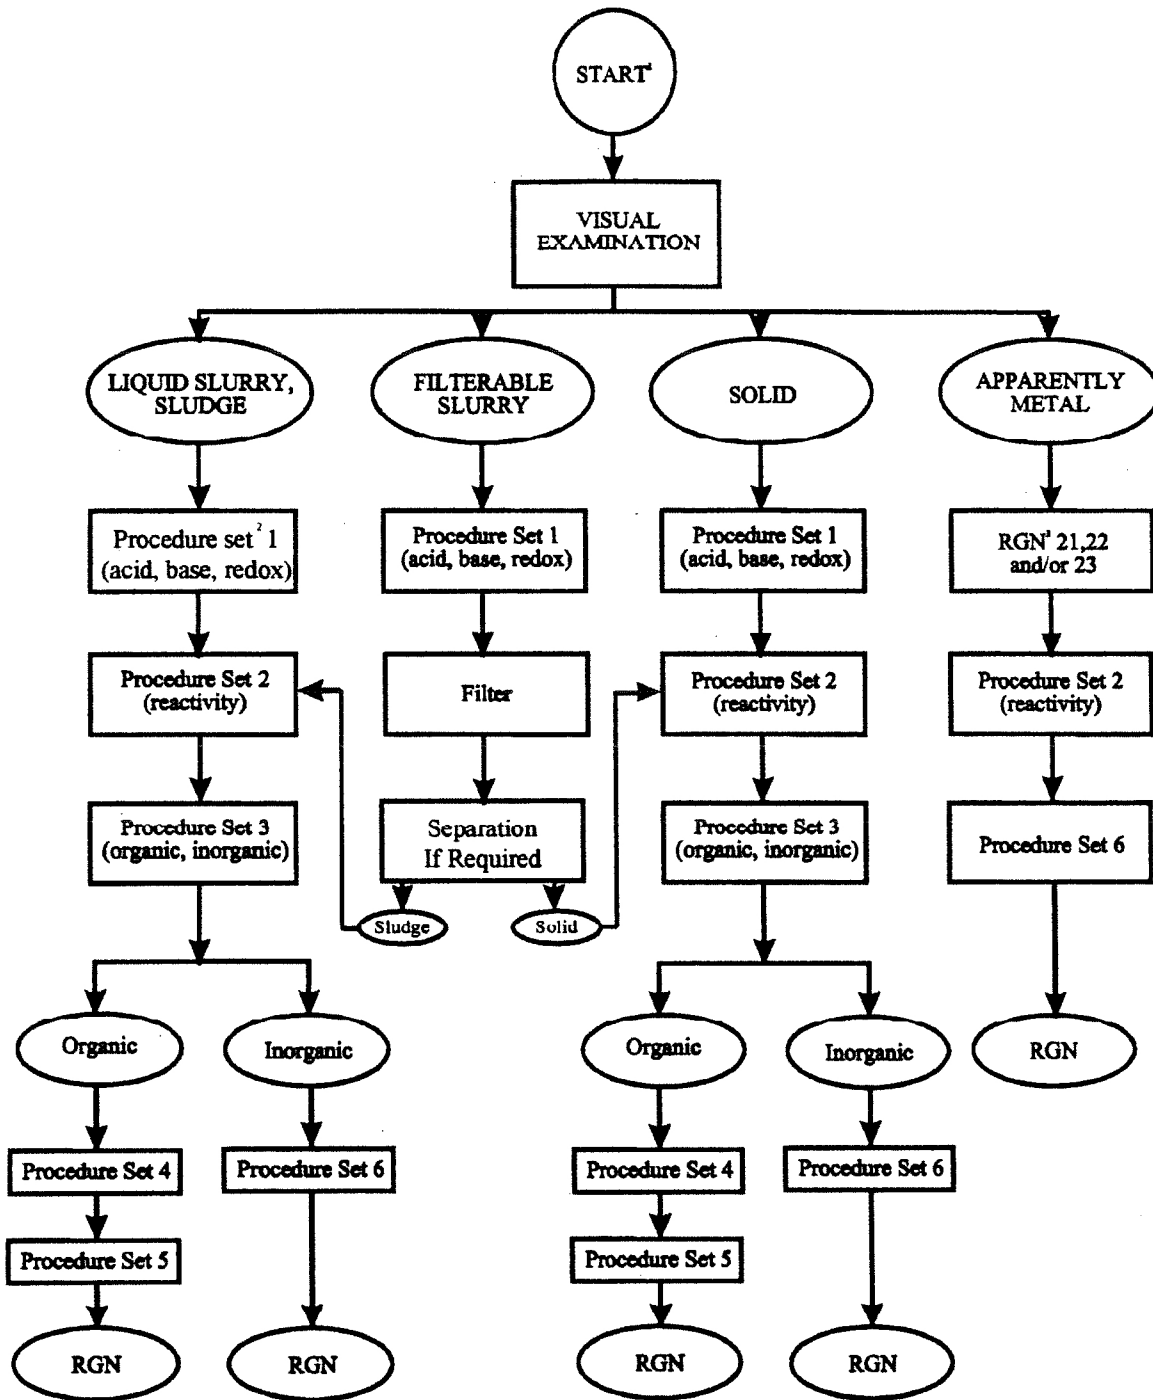 START¹
VISUAL
EXAMINATION
LIQUID SLURRY,
SLUDGE
FILTERABLE
SLURRY
SOLID
APPARENTLY
METAL
Procedure set ² 1
(acid, base, redox)
Procedure Set 1
(acid, base, redox)
Procedure Set 1
(acid, base, redox)
RGN³ 21,22
and/or 23
Procedure Set 2
(reactivity)
Filter
Procedure Set 2
(reactivity)
Procedure Set 2
(reactivity)
Procedure Set 3
(organic, inorganic)
Separation
If Required
Procedure Set 3
(organic, inorganic)
Procedure Set 6
Sludge
Solid
Organic
Inorganic
Organic
Inorganic
RGN
Procedure Set 4
Procedure Set 6
Procedure Set 4
Procedure Set 6
Procedure Set 5
Procedure Set 5
RGN
RGN
RGN
RGN